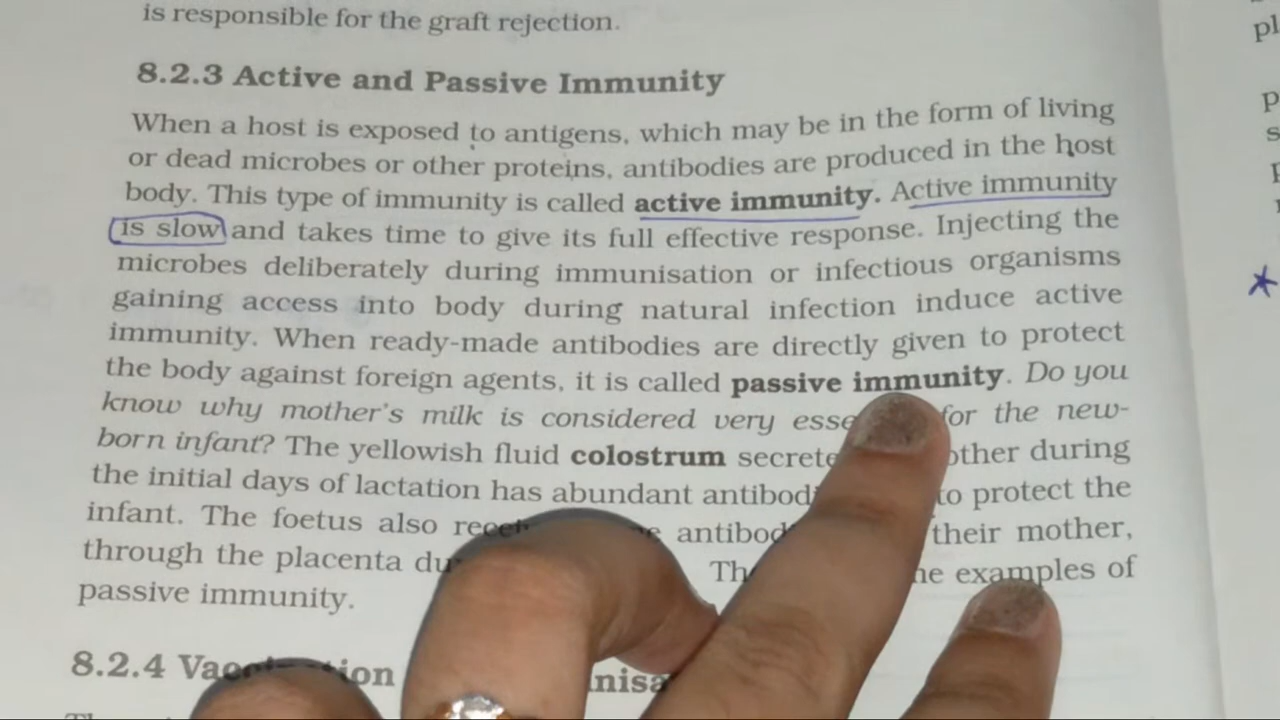 is responsible for the graft rejection.
8.2.3 Active and Passive Immunity
When a host is exposed to antigens, which may be in the form of living
or dead microbes or other proteins, antibodies are produced in the host
body. This type of immunity is called active immunity. Active immunity
is slow and takes time to give its full effective response. Injecting the
microbes deliberately during immunisation or infectious organisms
gaining access into body during natural infection induce active
immunity. When ready-made antibodies are directly given to protect
the body against foreign agents, it is called passive immunity. Do you
know why mother's milk is considered very for the new-
born infant? The yellowish fluid colostrum during
the initial days of lactation has abundant to protect the
infant. The foetus also their mother,
through the placenta examples of
passive immunity.
8.2.4